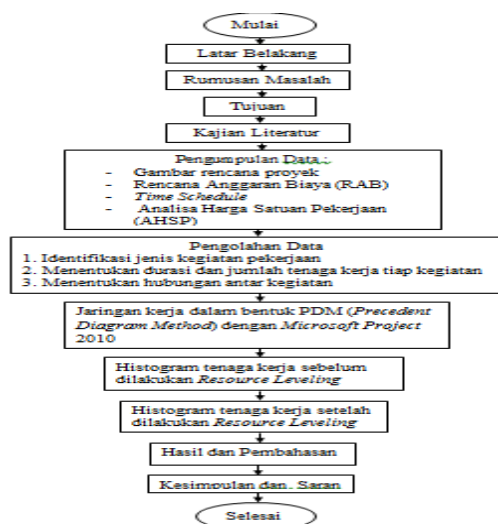 Mulai
Latar Belakang
Rumusan Masalah
Tujuan
Kajian Literatur
Pengumpulan Data :
- Gambar rencana proyek
- Rencana Anggaran Biaya (RAB)
- Time Schedule
- Analisa Harga Satuan Pekerjaan
(AHSP)
Pengolahan Data
1. Identifikasi jenis kegiatan pekerjaan
2. Menentukan durasi dan jumlah tenaga kerja tiap kegiatan
3. Menentukan hubungan antar kegiatan
Jaringan kerja dalam bentuk PDM (Precedent
Diagram Method) dengan Microsoft Project
2010
Histogram tenaga kerja sebelum
dilakukan Resource Leveling
Histogram tenaga kerja setelah
dilakukan Resource Leveling
Hasil dan Pembahasan
Kesimpulan dan. Saran
Selesai